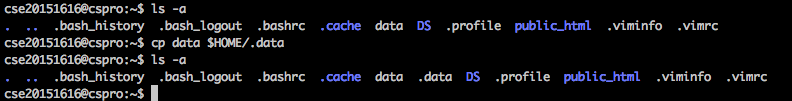 cse20151616@cspro:~$ ls -a
. .. .bash_history .bash_logout .bashrc .cache data DS .profile public_html .viminfo .vimrc
cse20151616@cspro:~$ cp data $HOME/.data
cse20151616@cspro:~$ ls -a
. .. .bash_history .bash_logout .bashrc .cache data .data DS .profile public_html .viminfo .vimrc
cse20151616@cspro:~$